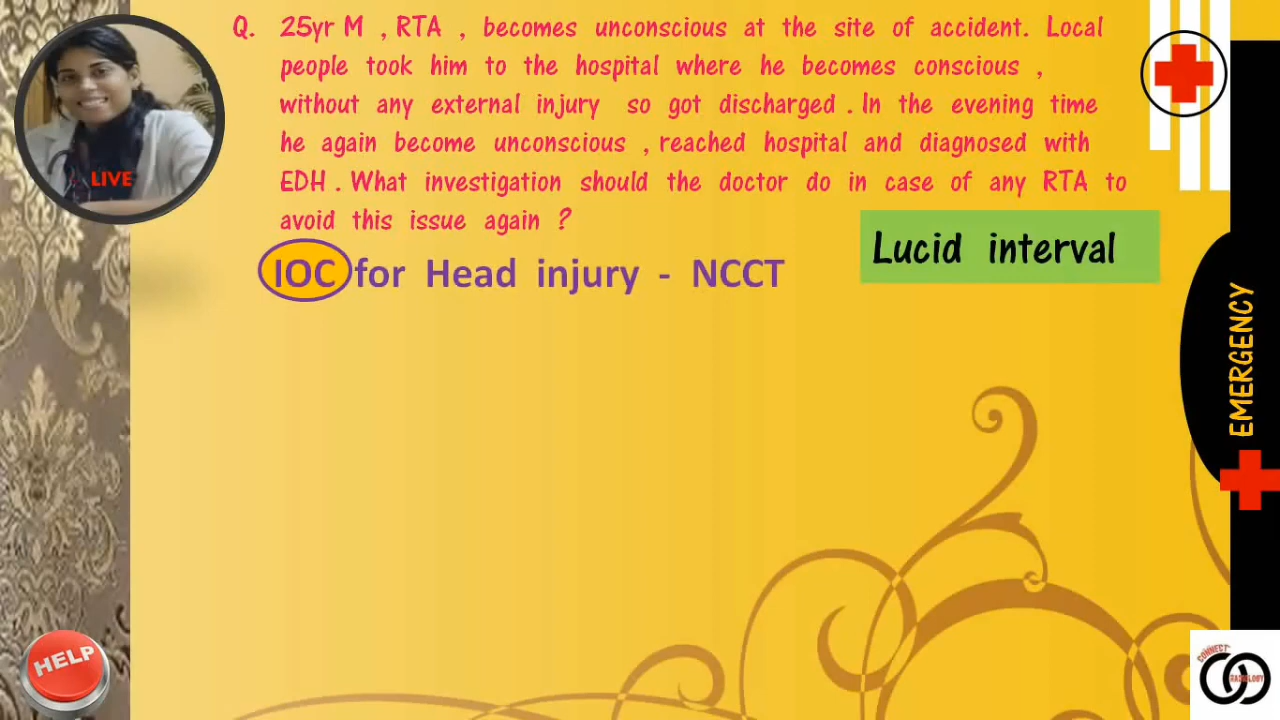 Q. 25yr M , RTA , becomes unconscious at the site of accident. Local
people took him to the hospital where he becomes conscious ,
without any external injury so got discharged . In the evening time
he again become unconscious , reached hospital and diagnosed with
EDH . What investigation should the doctor do in case of any RTA to
avoid this issue again ?
Lucid interval
IOC for Head injury - NCCT
LIVE
EMERGENCY
HELP
CONNECT
RADIOLOGY